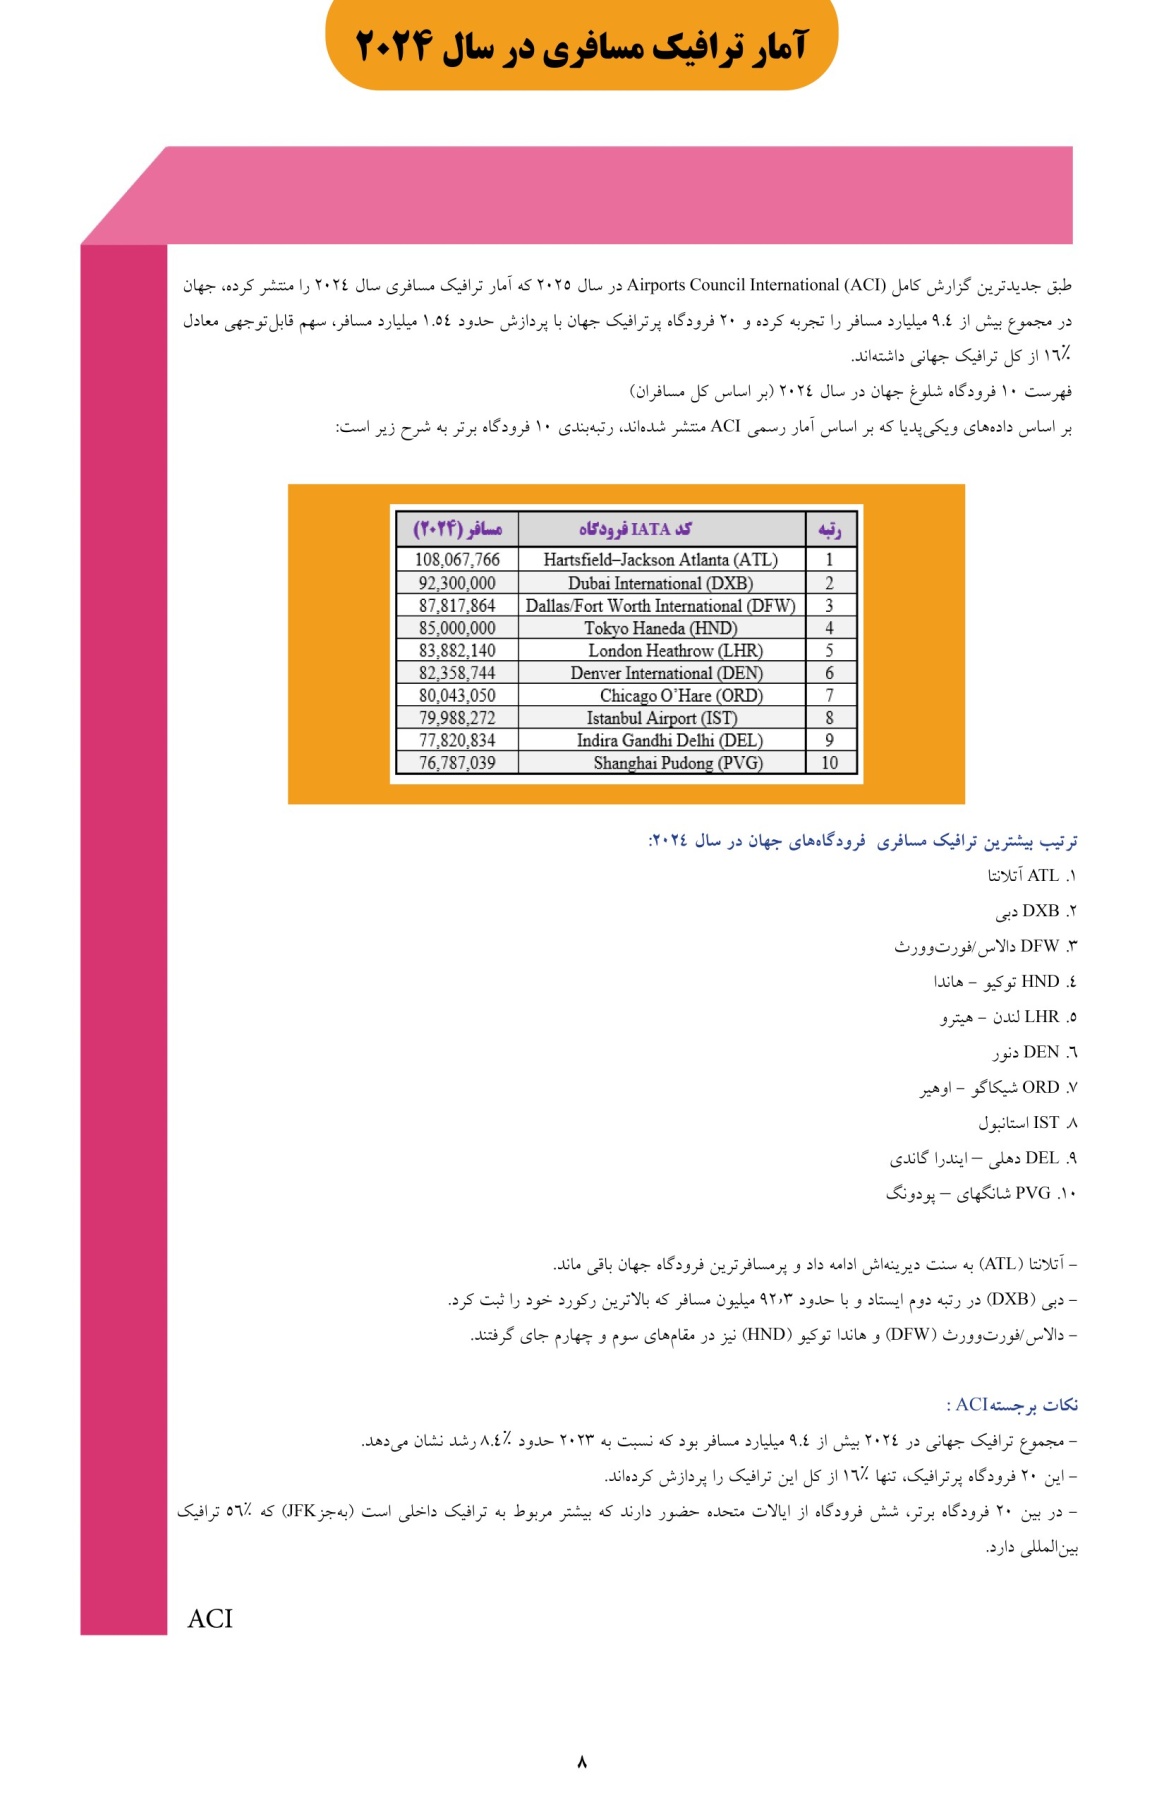 آمار ترافیک مسافری در سال ۲۰۲۴
طبق جدیدترین گزارش کامل Airports Council International (ACI) در سال ۲۰۲۵ که آمار ترافیک مسافری سال ۲۰۲٤ را منتشر کرده، جهان
در مجموع بیش از ۹.٤ میلیارد مسافر را تجربه کرده و ۲۰ فرودگاه پرترافیک جهان با پردازش حدود ۱.٥٤ میلیارد مسافر، سهم قابل‌توجهی معادل
۱٦٪ از کل ترافیک جهانی داشته‌اند.
فهرست ۱۰ فرودگاه شلوغ جهان در سال ۲۰۲٤ (بر اساس کل مسافران)
بر اساس داده‌های ویکی‌پدیا که بر اساس آمار رسمی ACI منتشر شده‌اند، رتبه‌بندی ۱۰ فرودگاه برتر به شرح زیر است:
رتبه کد IATA فرودگاه مسافر (۲۰۲۴)
1 Hartsfield–Jackson Atlanta (ATL) 108,067,766
2 Dubai International (DXB) 92,300,000
3 Dallas/Fort Worth International (DFW) 87,817,864
4 Tokyo Haneda (HND) 85,000,000
5 London Heathrow (LHR) 83,882,140
6 Denver International (DEN) 82,358,744
7 Chicago O’Hare (ORD) 80,043,050
8 Istanbul Airport (IST) 79,988,272
9 Indira Gandhi Delhi (DEL) 77,820,834
10 Shanghai Pudong (PVG) 76,787,039
ترتیب بیشترین ترافیک مسافری فرودگاه‌های جهان در سال ۲۰۲٤:
۱. ATL آتلانتا
۲. DXB دبی
۳. DFW دالاس/فورت‌وورث
٤. HND توکیو – هاندا
٥. LHR لندن – هیترو
٦. DEN دنور
۷. ORD شیکاگو – اوهیر
۸. IST استانبول
۹. DEL دهلی – ایندرا گاندی
۱۰. PVG شانگهای – پودونگ
– آتلانتا (ATL) به سنت دیرینه‌اش ادامه داد و پرمسافرترین فرودگاه جهان باقی ماند.
– دبی (DXB) در رتبه دوم ایستاد و با حدود ۹۲٫۳ میلیون مسافر که بالاترین رکورد خود را ثبت کرد.
– دالاس/فورت‌وورث (DFW) و هاندا توکیو (HND) نیز در مقام‌های سوم و چهارم جای گرفتند.
نکات برجسته ACI :
– مجموع ترافیک جهانی در ۲۰۲٤ بیش از ۹.٤ میلیارد مسافر بود که نسبت به ۲۰۲۳ حدود ۸.٤٪ رشد نشان می‌دهد.
– این ۲۰ فرودگاه پرترافیک، تنها ۱٦٪ از کل این ترافیک را پردازش کرده‌اند.
– در بین ۲۰ فرودگاه برتر، شش فرودگاه از ایالات متحده حضور دارند که بیشتر مربوط به ترافیک داخلی است (به‌جز JFK) که ٥٦٪ ترافیک
بین‌المللی دارد.
ACI
۸